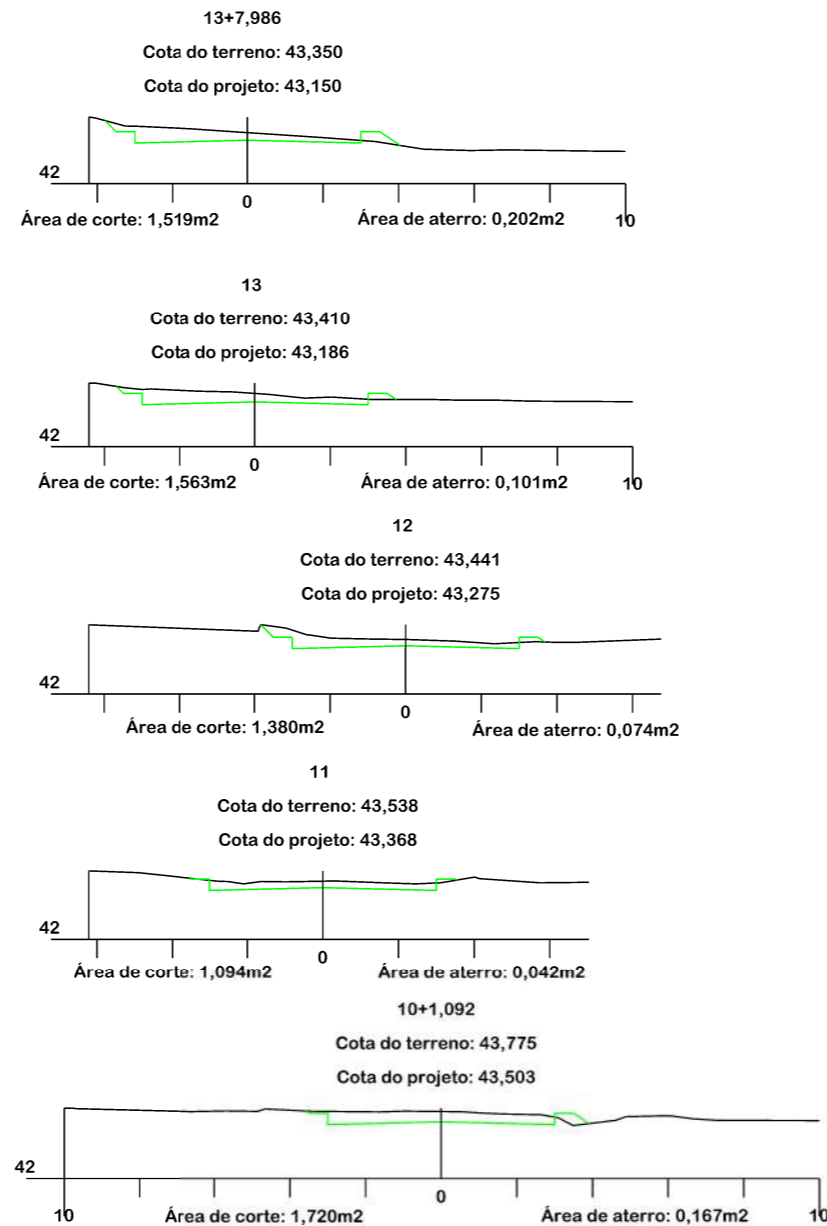 13+7,986
Cota do terreno: 43,350
Cota do projeto: 43,150
42
0
Área de corte: 1,519m2 Área de aterro: 0,202m2 10
13
Cota do terreno: 43,410
Cota do projeto: 43,186
42
0
Área de corte: 1,563m2 Área de aterro: 0,101m2 10
12
Cota do terreno: 43,441
Cota do projeto: 43,275
42
0
Área de corte: 1,380m2 Área de aterro: 0,074m2
11
Cota do terreno: 43,538
Cota do projeto: 43,368
42
0
Área de corte: 1,094m2 Área de aterro: 0,042m2
10+1,092
Cota do terreno: 43,775
Cota do projeto: 43,503
42
0
10 Área de corte: 1,720m2 Área de aterro: 0,167m2 10